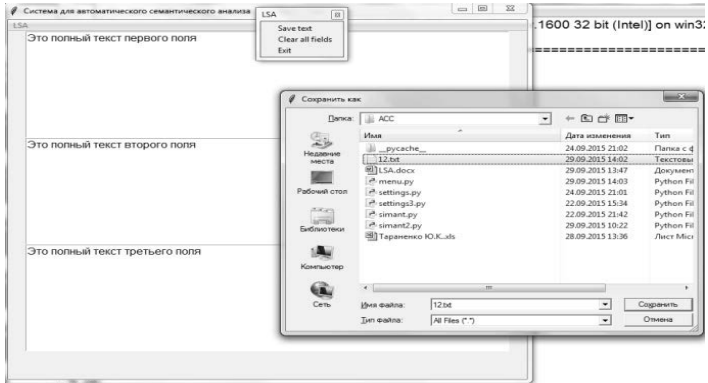 Система для автоматического семантического анализа
LSA
LSA
Save text
Clear all fields
Exit
.1600 32 bit (Intel)] on win32
Это полный текст первого поля
Это полный текст второго поля
Это полный текст третьего поля
Сохранить как
Папка: ACC
Имя Дата изменения Тип
__pycache__ 24.09.2015 21:02 Папка с ф
12.txt 29.09.2015 14:02 Текстовы
LSA.docx 29.09.2015 13:47 Документ
menu.py 29.09.2015 14:03 Python Fil
settings.py 24.09.2015 21:01 Python Fil
settings3.py 22.09.2015 15:34 Python Fil
simant.py 22.09.2015 21:42 Python Fil
simant2.py 29.09.2015 10:22 Python Fil
Тараненко Ю.К..xls 28.09.2015 13:36 Лист Micr
Недавние места
Рабочий стол
Библиотеки
Компьютер
Сеть
Имя файла: 12.txt Сохранить
Тип файла: All Files (*.*) Отмена